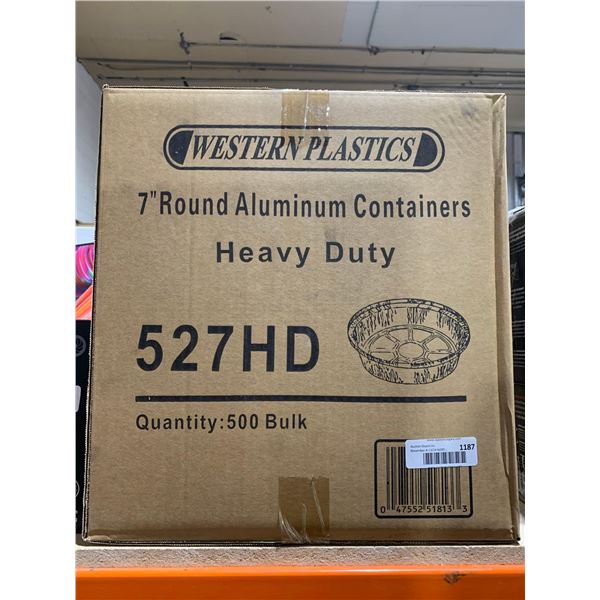 WESTERN PLASTICS
7"Round Aluminum Containers
Heavy Duty
527HD
Quantity:500 Bulk
1187
0 47552 51813 3